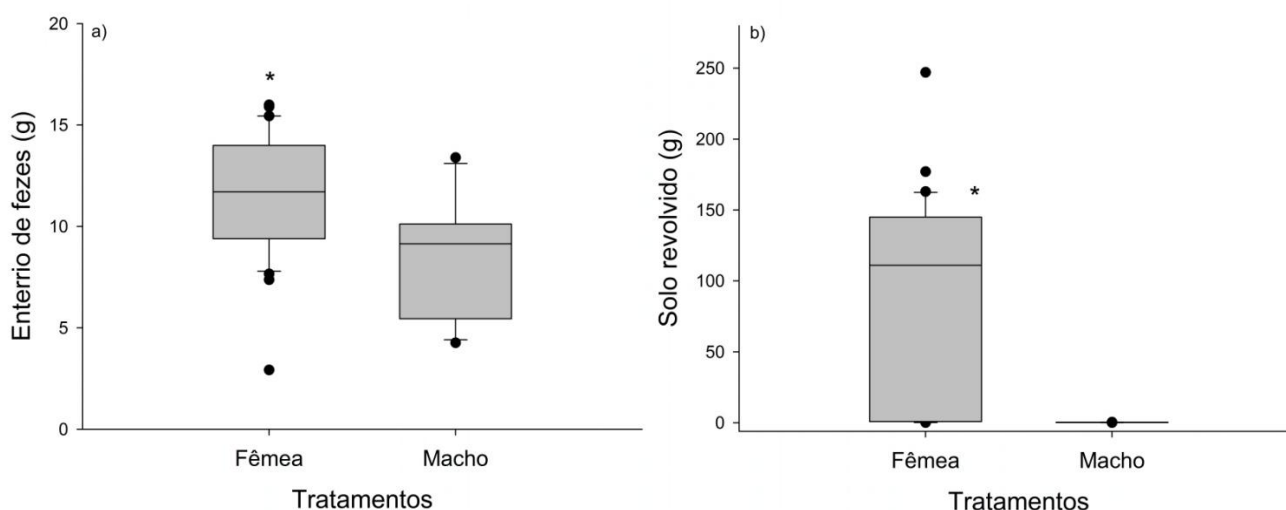 a)
Enterrio de fezes (g)
20
15
10
5
0
*
Fêmea Macho
Tratamentos
b)
Solo revolvido (g)
250
200
150
100
50
0
*
Fêmea Macho
Tratamentos